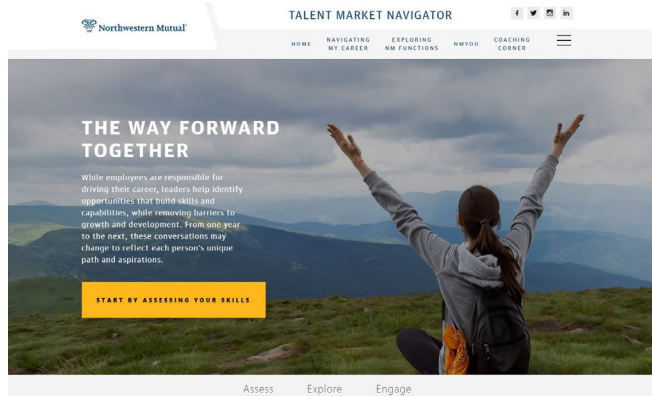 Northwestern Mutual
TALENT MARKET NAVIGATOR
HOME
NAVIGATING
MY CAREER
EXPLORING
NM FUNCTIONS
NMYOU
COACHING
CORNER
THE WAY FORWARD
TOGETHER
While employees are responsible for
driving their career, leaders help identify
opportunities that build skills and
capabilities, while removing barriers to
growth and development. From one year
to the next, these conversations may
change to reflect each person's unique
path and aspirations.
START BY ASSESSING YOUR SKILLS
Assess Explore Engage